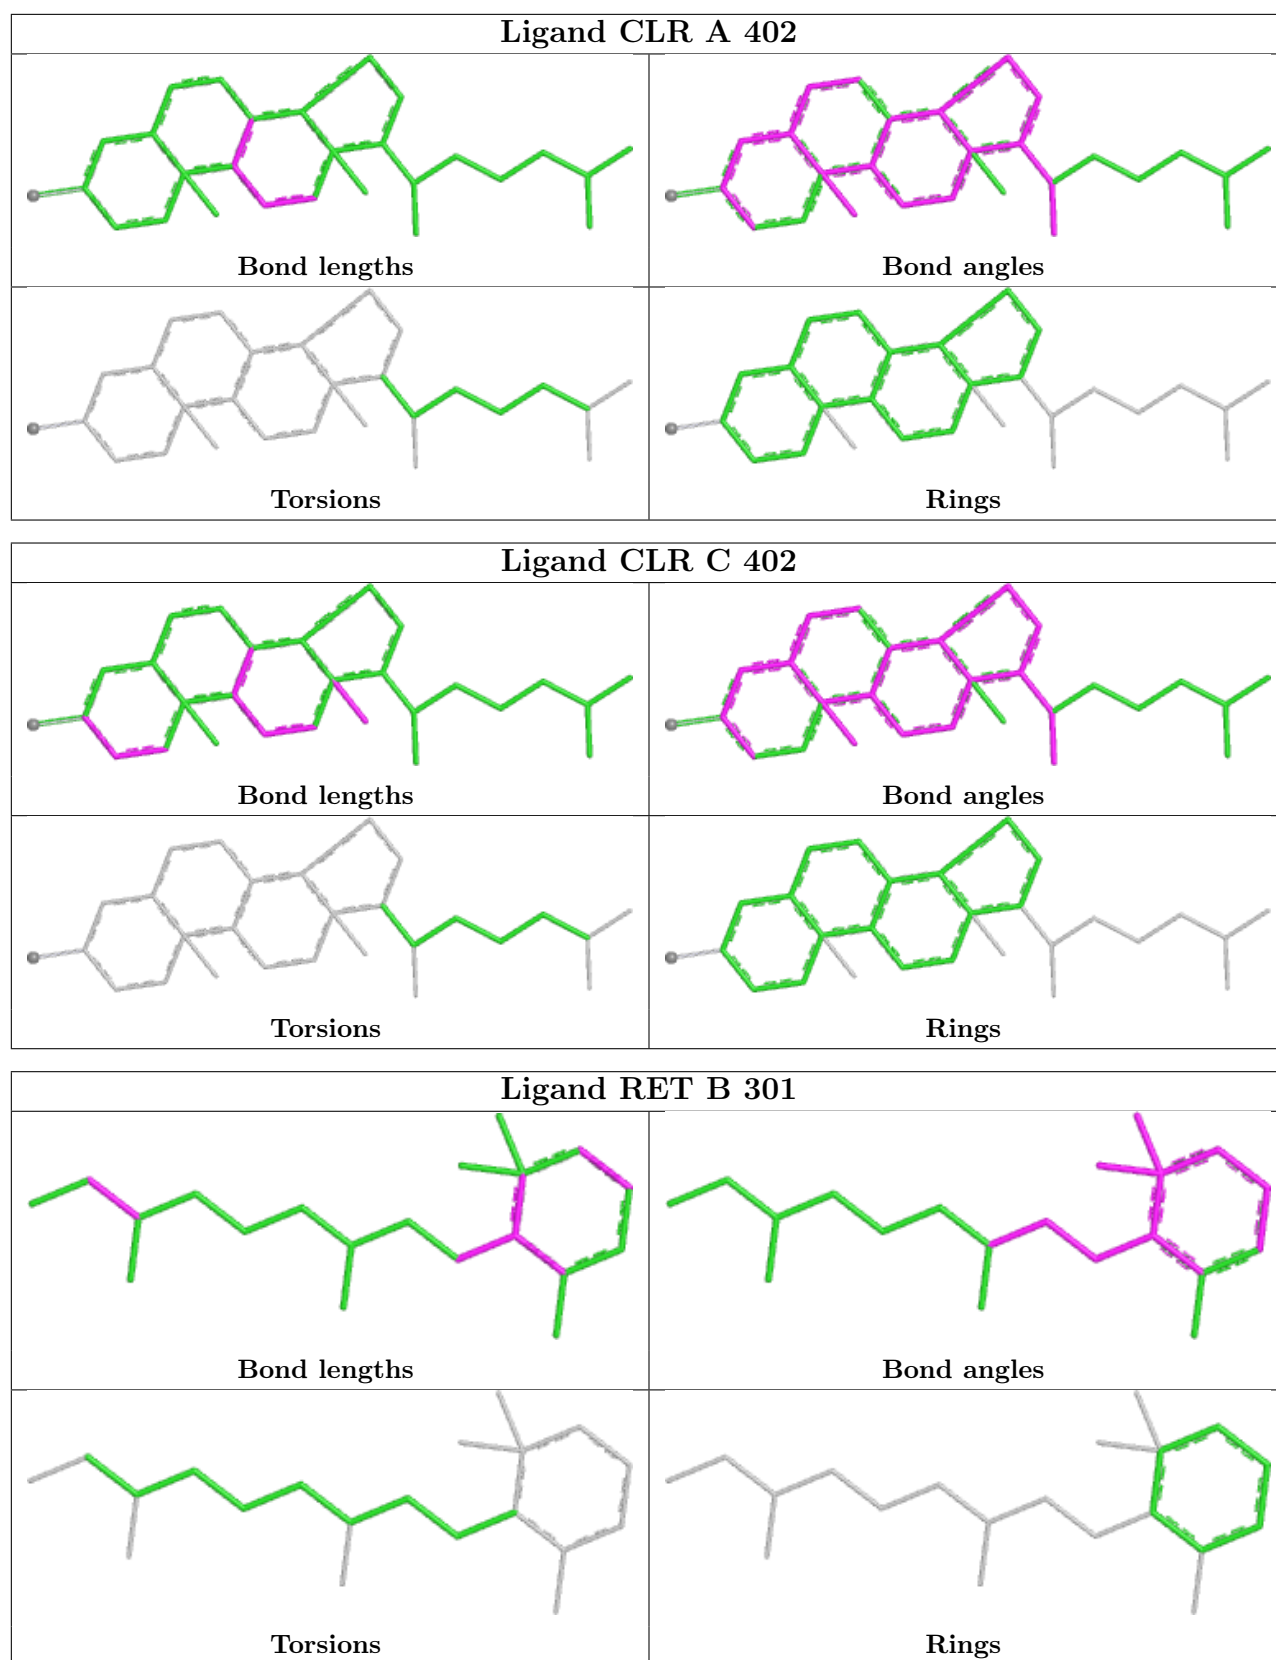 Ligand CLR A 402
Bond lengths
Bond angles
Torsions
Rings
Ligand CLR C 402
Bond lengths
Bond angles
Torsions
Rings
Ligand RET B 301
Bond lengths
Bond angles
Torsions
Rings